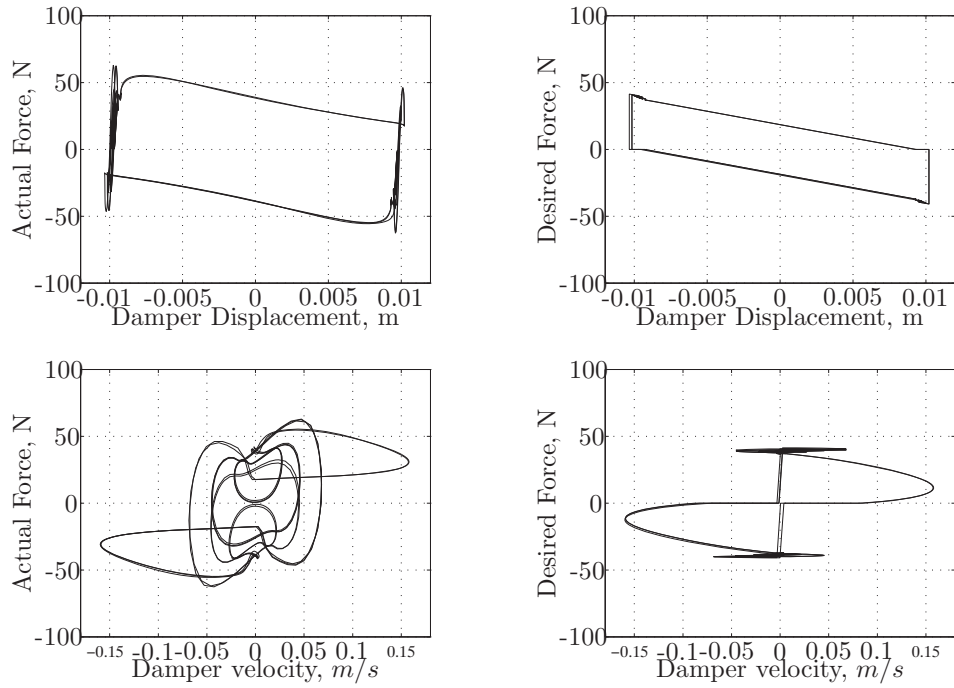 100
50
0
-50
-100
Actual Force, N
-0.01 -0.005 0 0.005 0.01
Damper Displacement, m
100
50
0
-50
-100
Desired Force, N
-0.01 -0.005 0 0.005 0.01
Damper Displacement, m
100
50
0
-50
-100
Actual Force, N
-0.15 -0.1 -0.05 0 0.05 0.1 0.15
Damper velocity, m/s
100
50
0
-50
-100
Desired Force, N
-0.15 -0.1 -0.05 0 0.05 0.1 0.15
Damper velocity, m/s